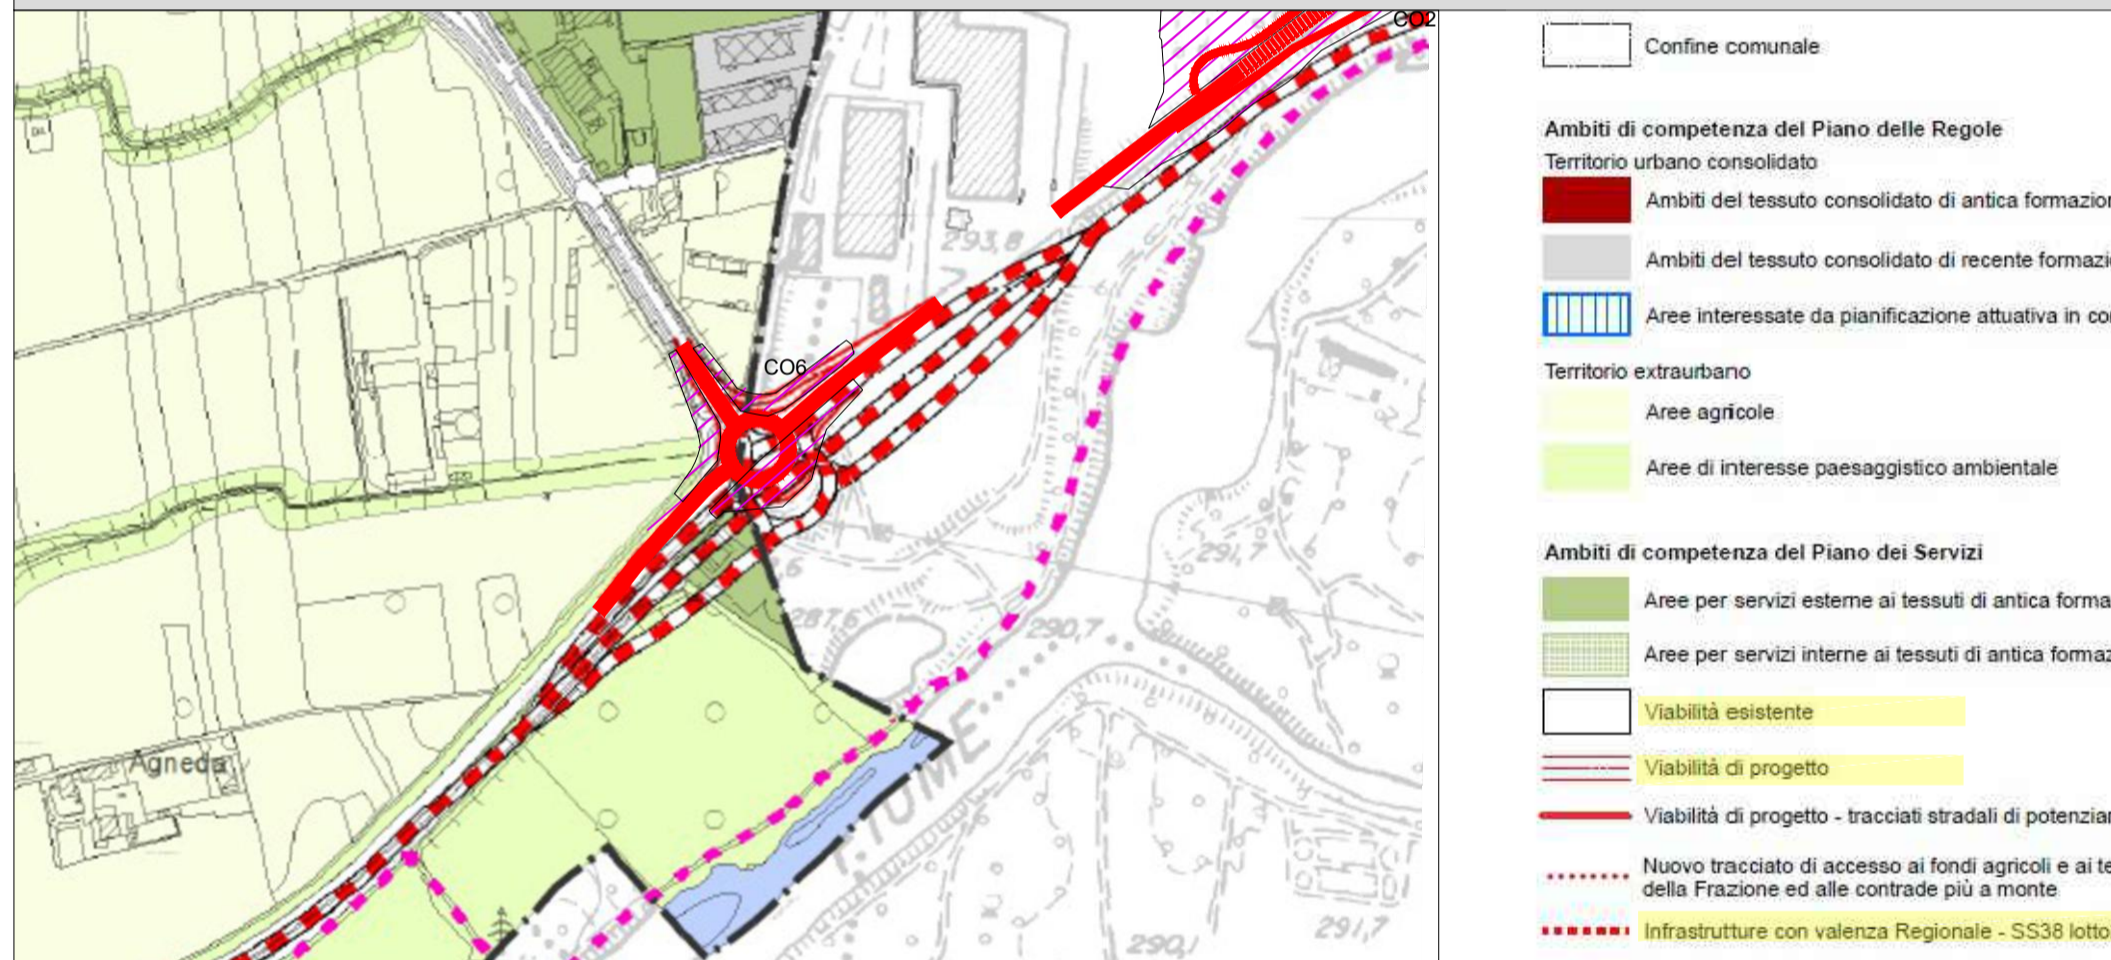 CO2
293,8
CO6
291,7
287,6
290,7
Agneda
T. TUME
290,1
291,7
Confine comunale
Ambiti di competenza del Piano delle Regole
Territorio urbano consolidato
Ambiti del tessuto consolidato di antica formazion
Ambiti del tessuto consolidato di recente formazi
Aree interessate da pianificazione attuativa in co
Territorio extraurbano
Aree agricole
Aree di interesse paesaggistico ambientale
Ambiti di competenza del Piano dei Servizi
Aree per servizi esterne ai tessuti di antica forma
Aree per servizi interne ai tessuti di antica formaz
Viabilità esistente
Viabilità di progetto
Viabilità di progetto - tracciati stradali di potenziar
Nuovo tracciato di accesso ai fondi agricoli e ai te
della Frazione ed alle contrade più a monte
Infrastrutture con valenza Regionale - SS38 lotto